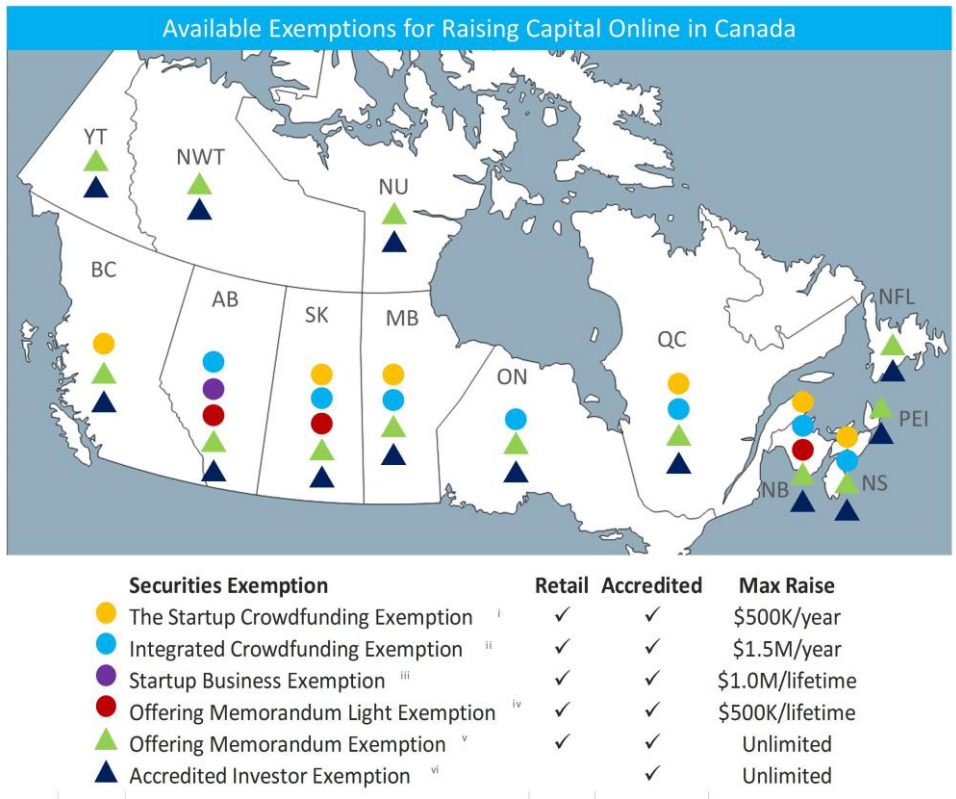 Available Exemptions for Raising Capital Online in Canada
YT
NWT
NU
BC
AB
SK
MB
ON
QC
NFL
PEI
NB
NS
Securities Exemption Retail Accredited Max Raise
The Startup Crowdfunding Exemption i ✓ ✓ $500K/year
Integrated Crowdfunding Exemption ii ✓ ✓ $1.5M/year
Startup Business Exemption iii ✓ ✓ $1.0M/lifetime
Offering Memorandum Light Exemption iv ✓ ✓ $500K/lifetime
Offering Memorandum Exemption v ✓ ✓ Unlimited
Accredited Investor Exemption vi ✓ Unlimited